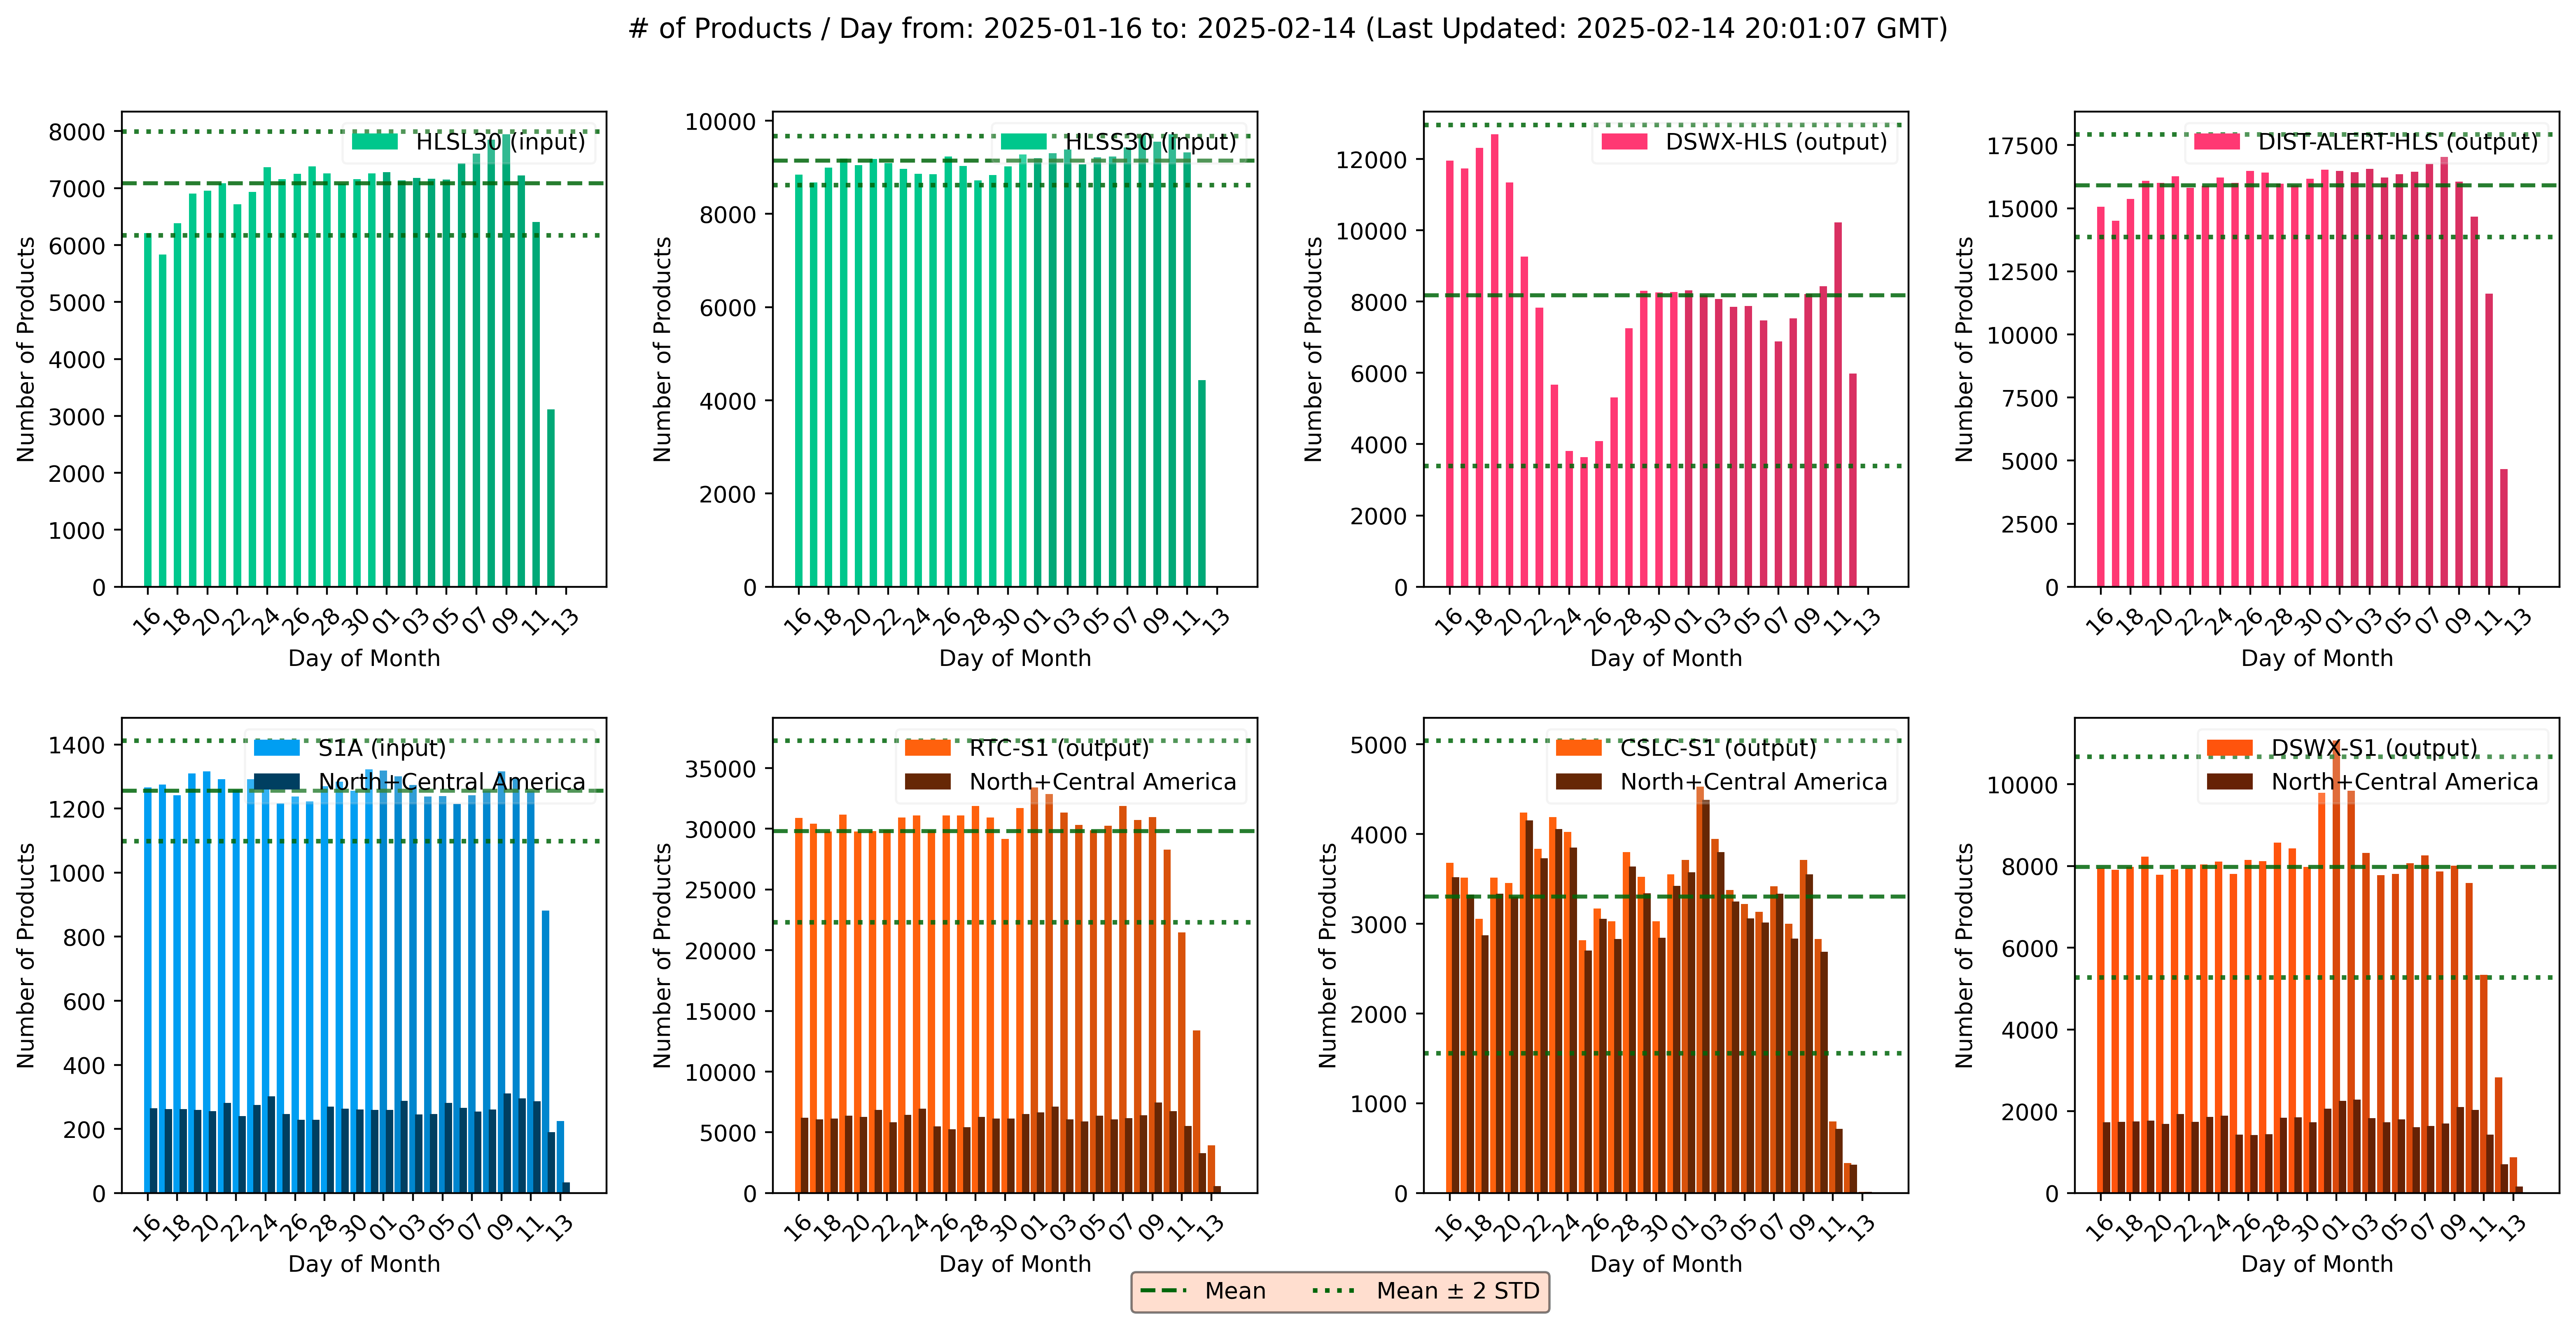 # of Products / Day from: 2025-01-16 to: 2025-02-14 (Last Updated: 2025-02-14 20:01:07 GMT)
HLSL30 (input)
Number of Products
8000
7000
6000
5000
4000
3000
2000
1000
0
16 18 20 22 24 26 28 30 01 03 05 07 09 11 13
Day of Month
HLSS30 (input)
Number of Products
10000
8000
6000
4000
2000
0
16 18 20 22 24 26 28 30 01 03 05 07 09 11 13
Day of Month
DSWX-HLS (output)
Number of Products
12000
10000
8000
6000
4000
2000
0
16 18 20 22 24 26 28 30 01 03 05 07 09 11 13
Day of Month
DIST-ALERT-HLS (output)
Number of Products
17500
15000
12500
10000
7500
5000
2500
0
16 18 20 22 24 26 28 30 01 03 05 07 09 11 13
Day of Month
S1A (input)
North+Central America
Number of Products
1400
1200
1000
800
600
400
200
0
16 18 20 22 24 26 28 30 01 03 05 07 09 11 13
Day of Month
RTC-S1 (output)
North+Central America
Number of Products
35000
30000
25000
20000
15000
10000
5000
0
16 18 20 22 24 26 28 30 01 03 05 07 09 11 13
Day of Month
CSLC-S1 (output)
North+Central America
Number of Products
5000
4000
3000
2000
1000
0
16 18 20 22 24 26 28 30 01 03 05 07 09 11 13
Day of Month
DSWX-S1 (output)
North+Central America
Number of Products
10000
8000
6000
4000
2000
0
16 18 20 22 24 26 28 30 01 03 05 07 09 11 13
Day of Month
Mean
Mean ± 2 STD